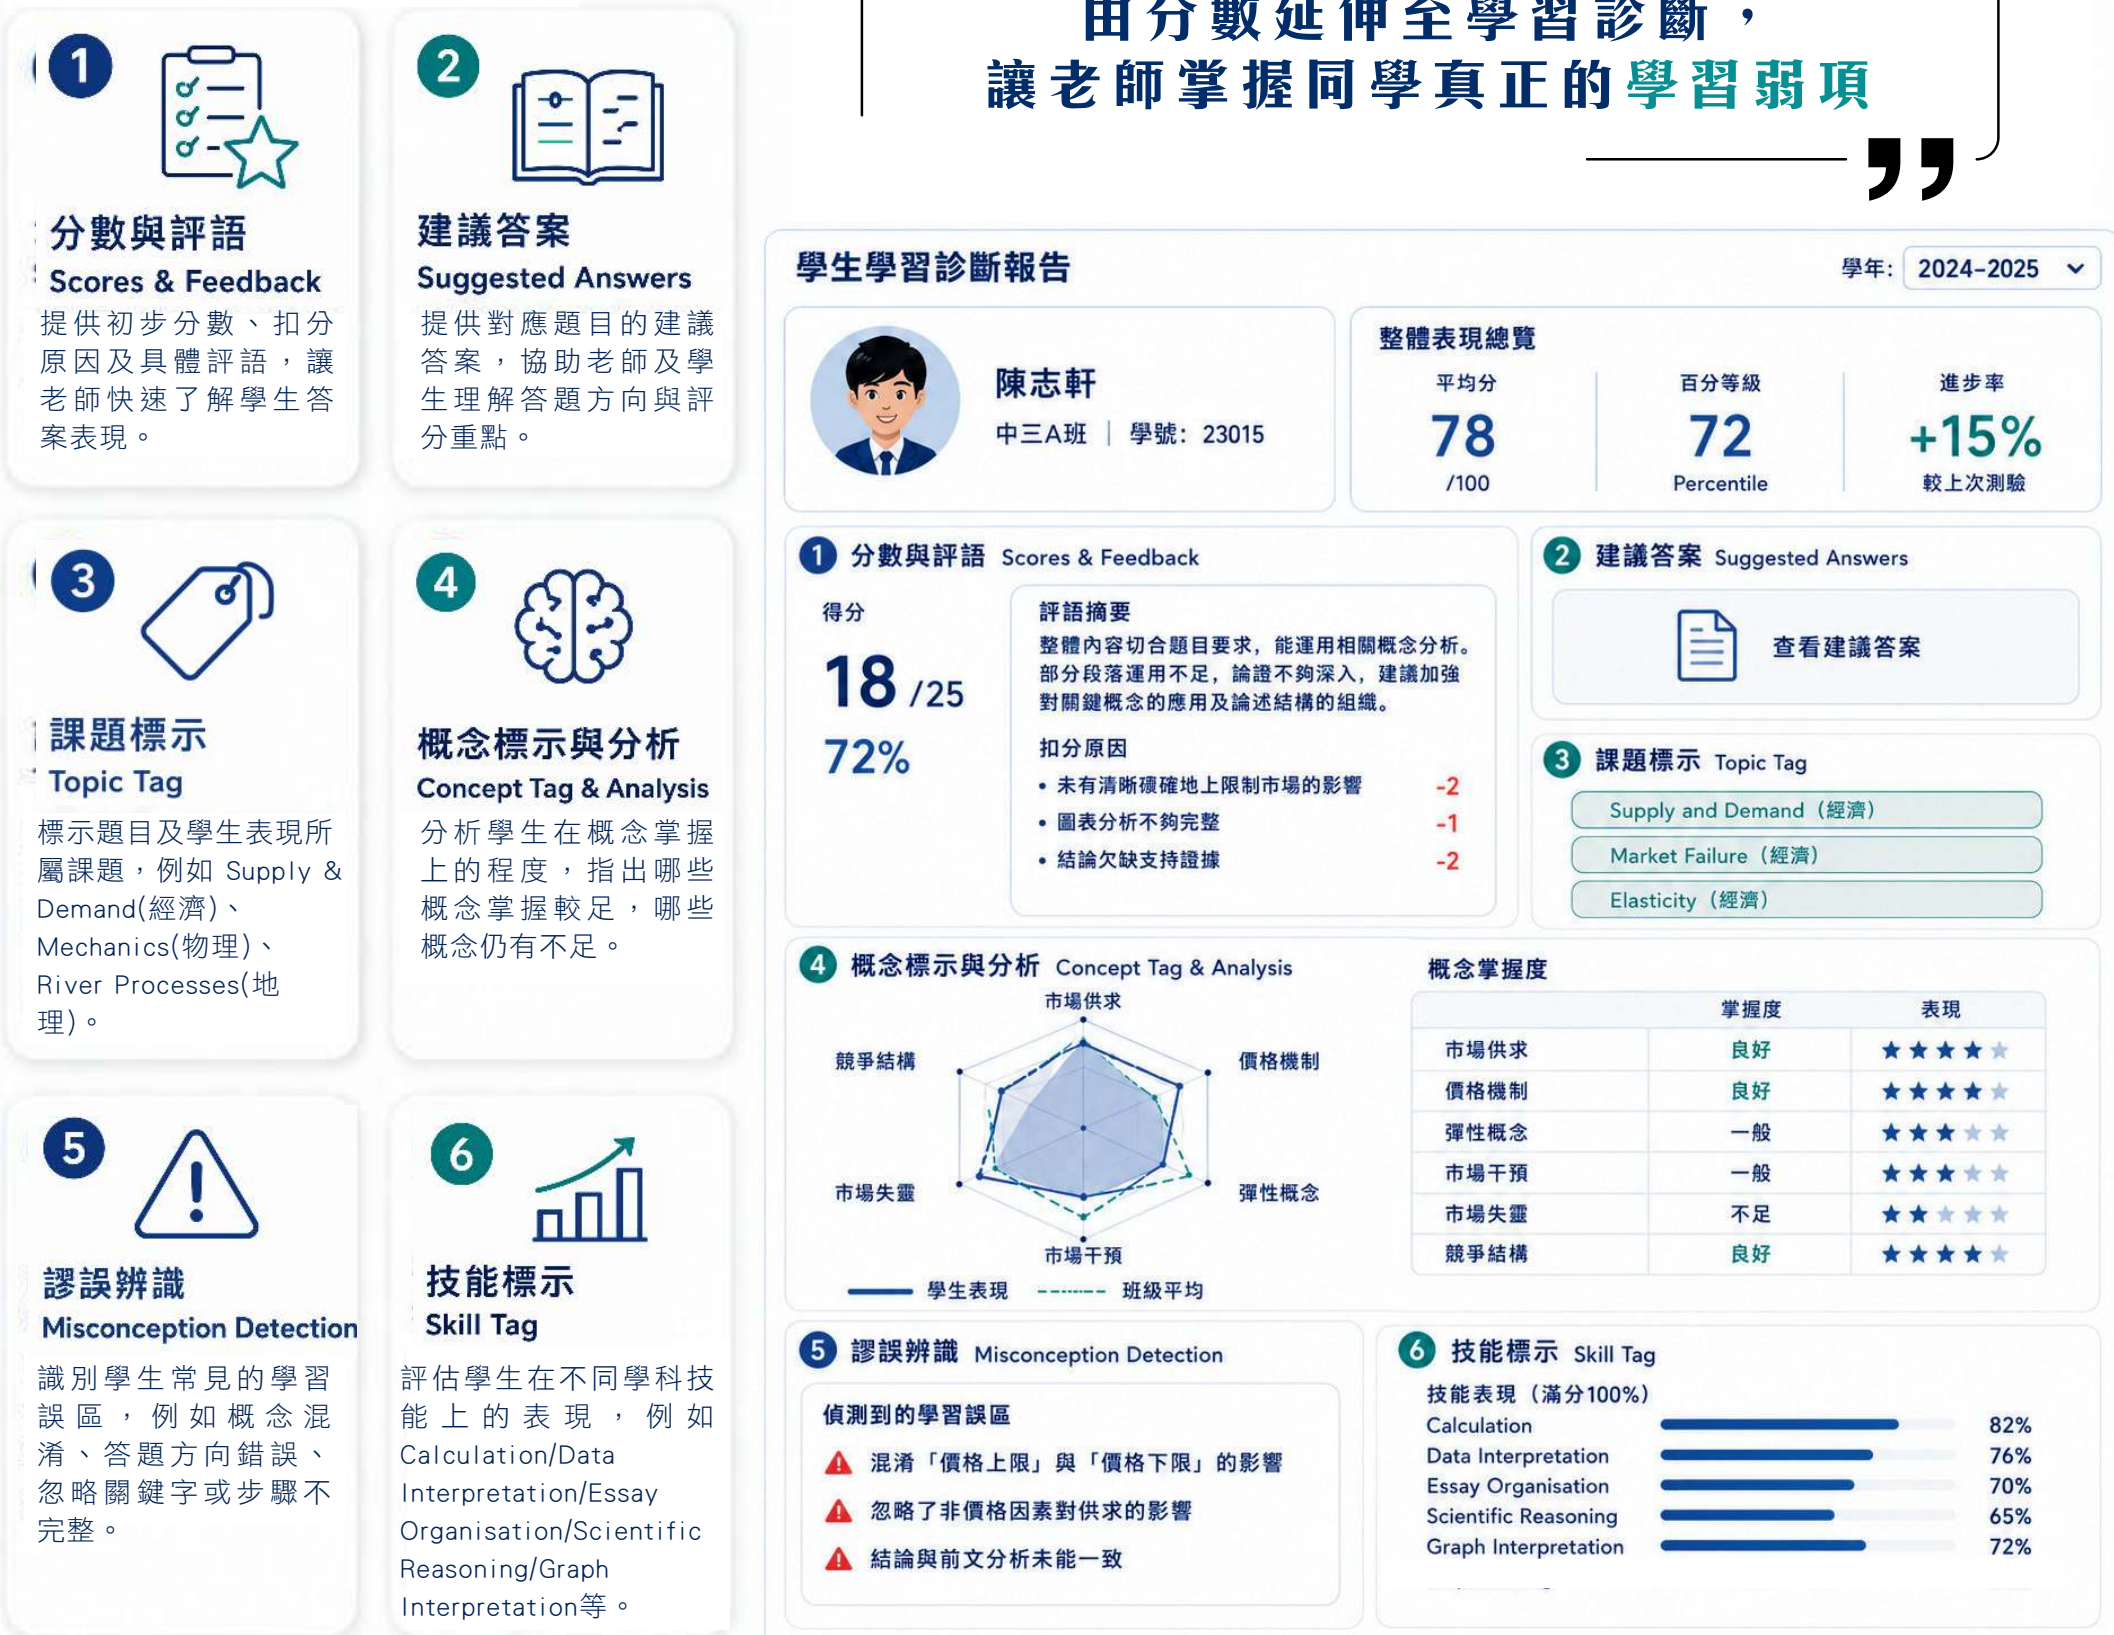 由分數延伸至學習診斷，
讓老師掌握同學真正的學習弱項
”
1
分數與評語
Scores & Feedback
提供初步分數、扣分
原因及具體評語，讓
老師快速了解學生答
案表現。
2
建議答案
Suggested Answers
提供對應題目的建議
答案，協助老師及學
生理解答題方向與評
分重點。
3
課題標示
Topic Tag
標示題目及學生表現所
屬課題，例如 Supply &
Demand(經濟)、
Mechanics(物理)、
River Processes(地
理)。
4
概念標示與分析
Concept Tag & Analysis
分析學生在概念掌握
上的程度，指出哪些
概念掌握較足，哪些
概念仍有不足。
5
謬誤辨識
Misconception Detection
識別學生常見的學習
誤區，例如概念混
淆、答題方向錯誤、
忽略關鍵字或步驟不
完整。
6
技能標示
Skill Tag
評估學生在不同學科技
能上的表現，例如
Calculation/Data
Interpretation/Essay
Organisation/Scientific
Reasoning/Graph
Interpretation等。
學生學習診斷報告
學年: 2024-2025
陳志軒
中三A班 | 學號: 23015
整體表現總覽
平均分 百分等級 進步率
78 72 +15%
/100 Percentile 較上次測驗
1 分數與評語 Scores & Feedback
得分
18 /25
72%
評語摘要
整體內容切合題目要求，能運用相關概念分析。
部分段落運用不足，論證不夠深入，建議加強
對關鍵概念的應用及論述結構的組織。
扣分原因
• 未有清晰礝確地上限制市場的影響 -2
• 圖表分析不夠完整 -1
• 結論欠缺支持證據 -2
2 建議答案 Suggested Answers
查看建議答案
3 課題標示 Topic Tag
Supply and Demand（經濟）
Market Failure（經濟）
Elasticity（經濟）
4 概念標示與分析 Concept Tag & Analysis
市場供求
競爭結構
價格機制
市場失靈
彈性概念
市場干預
學生表現 班級平均
概念掌握度
掌握度 表現
市場供求 良好 ★★★★★
價格機制 良好 ★★★★★
彈性概念 一般 ★★★★★
市場干預 一般 ★★★★★
市場失靈 不足 ★★★★★
競爭結構 良好 ★★★★★
5 謬誤辨識 Misconception Detection
偵測到的學習誤區
混淆「價格上限」與「價格下限」的影響
忽略了非價格因素對供求的影響
結論與前文分析未能一致
6 技能標示 Skill Tag
技能表現（滿分100%）
Calculation 82%
Data Interpretation 76%
Essay Organisation 70%
Scientific Reasoning 65%
Graph Interpretation 72%